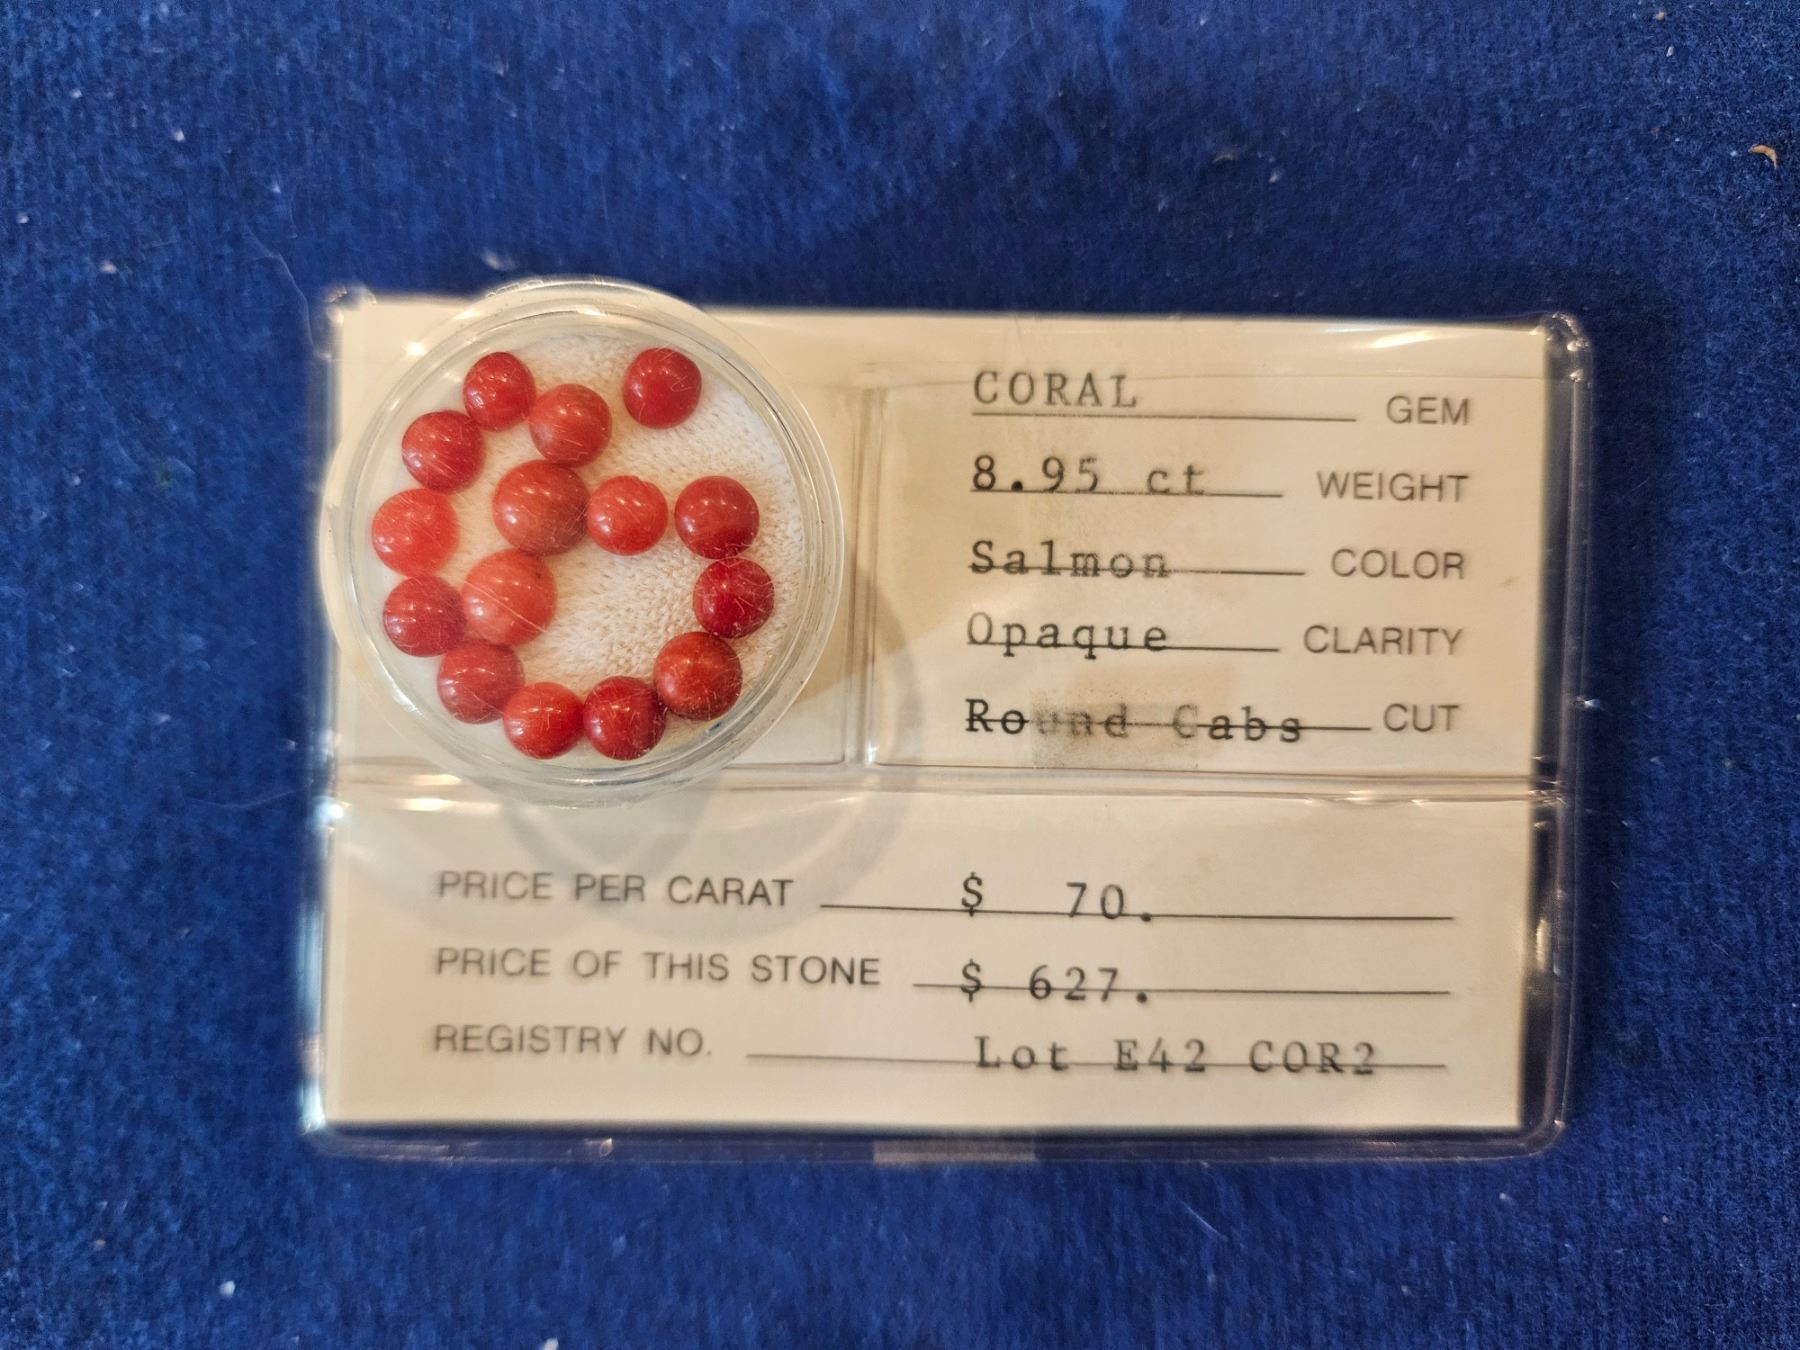 CORAL GEM
8.95 ct WEIGHT
Salmon COLOR
Opaque CLARITY
Round Cabs CUT
PRICE PER CARAT $ 70.
PRICE OF THIS STONE $ 627.
REGISTRY NO. Lot E42 COR2